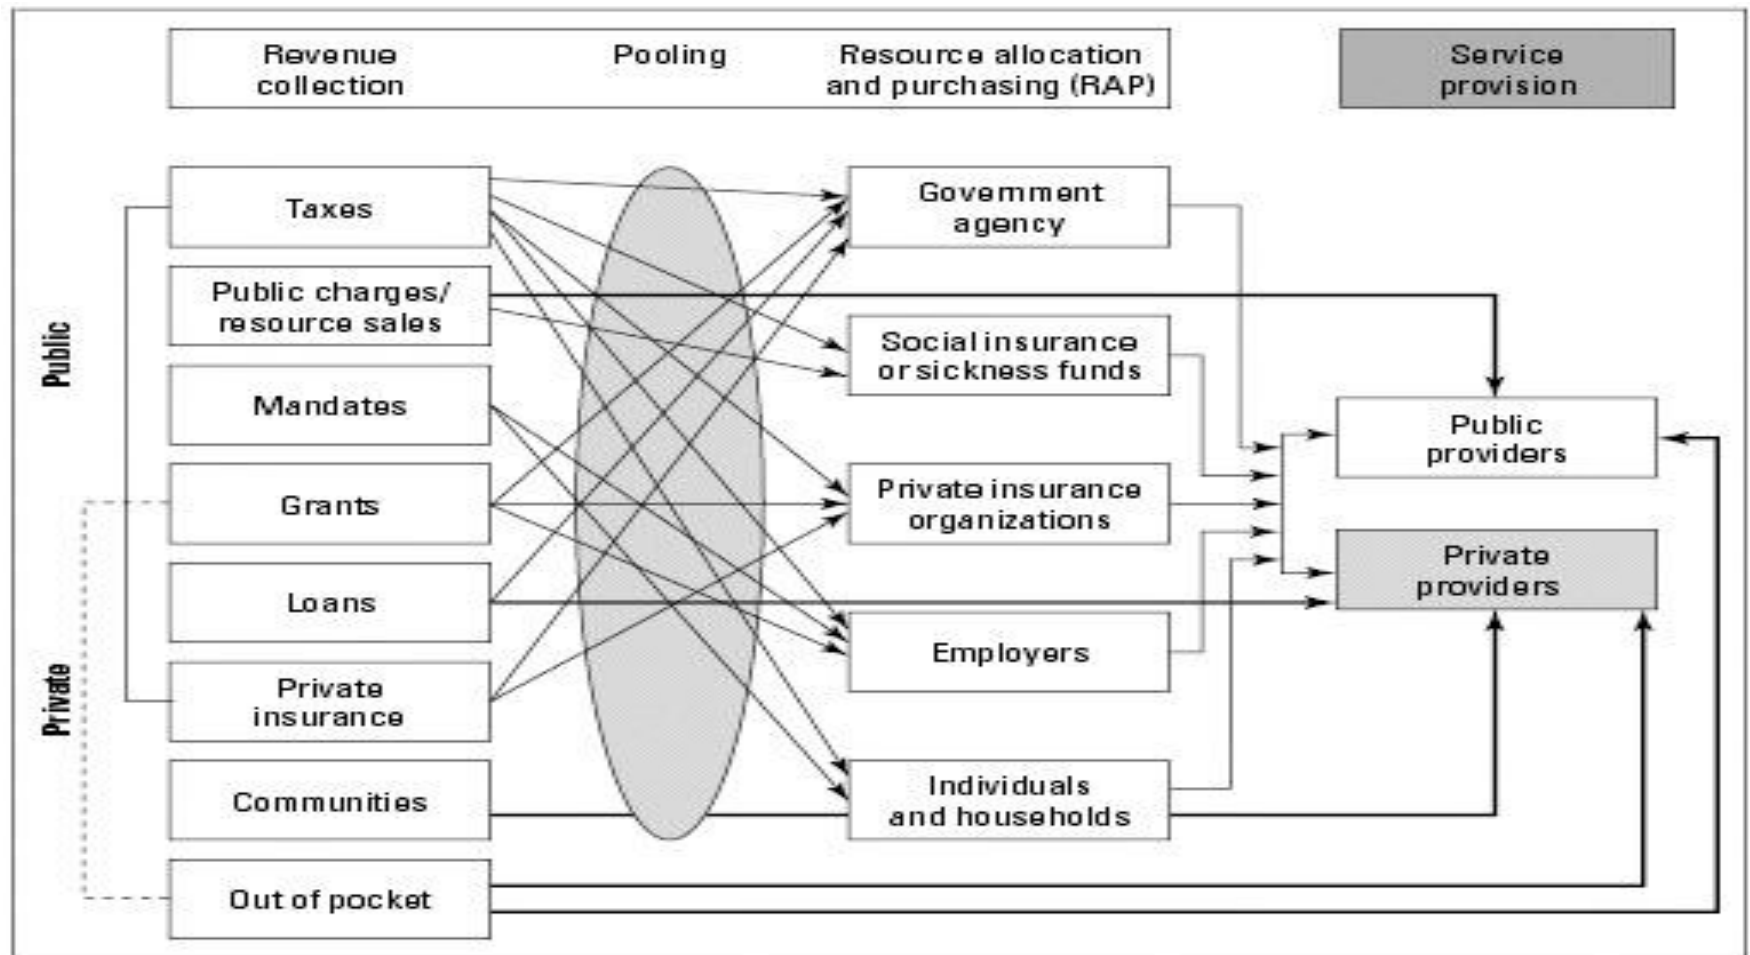 Revenue
collection
Pooling
Resource allocation
and purchasing (RAP)
Service
provision
Public
Private
Taxes
Public charges/
resource sales
Mandates
Grants
Loans
Private
insurance
Communities
Out of pocket
Government
agency
Social insurance
or sickness funds
Private insurance
organizations
Employers
Individuals
and households
Public
providers
Private
providers